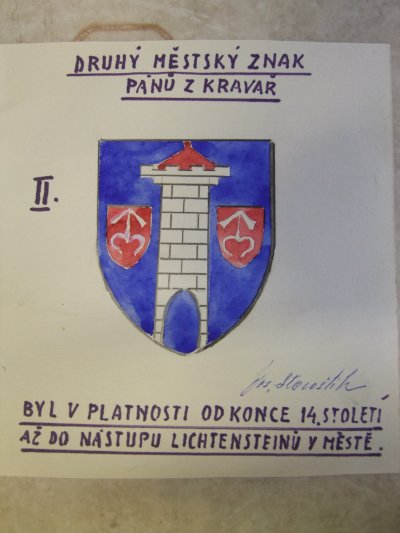 DRUHÝ MĚSTSKÝ ZNAK
PÁNŮ Z KRAVAŘ
II.
BYL V PLATNOSTI OD KONCE 14. STOLETÍ
AŽ DO NÁSTUPU LICHTENSTEINŮ V MĚSTĚ.